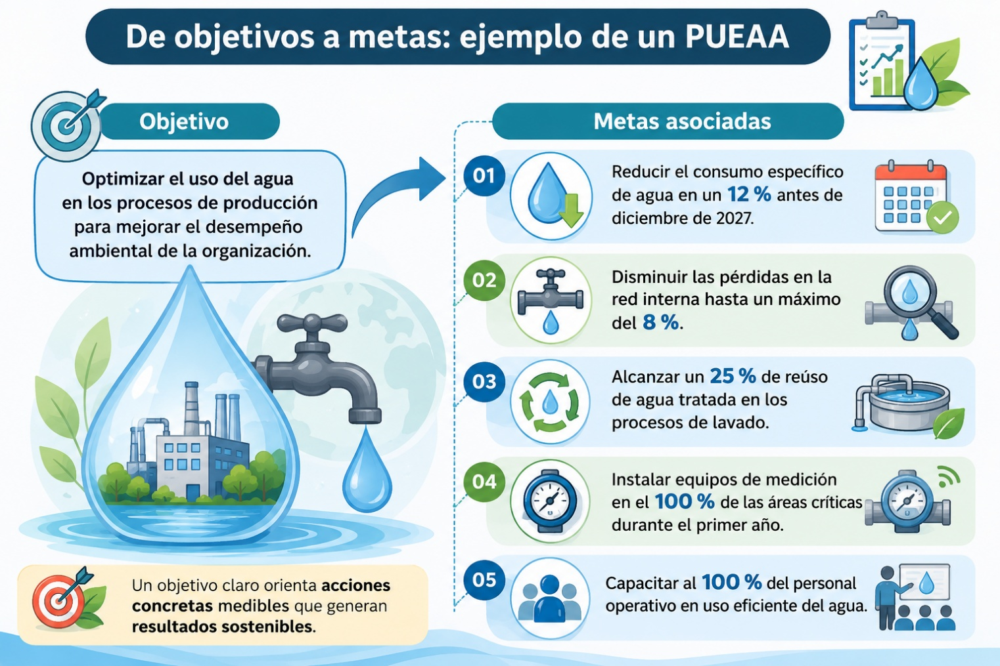 De objetivos a metas: ejemplo de un PUEAA
Objetivo
Optimizar el uso del agua
en los procesos de producción
para mejorar el desempeño
ambiental de la organización.
Un objetivo claro orienta acciones
concretas medibles que generan
resultados sostenibles.
Metas asociadas
01
Reducir el consumo específico
de agua en un 12 % antes de
diciembre de 2027.
02
Disminuir las pérdidas en la
red interna hasta un máximo
del 8 %.
03
Alcanzar un 25 % de reúso
de agua tratada en los
procesos de lavado.
04
Instalar equipos de medición
en el 100 % de las áreas críticas
durante el primer año.
05
Capacitar al 100 % del personal
operativo en uso eficiente del agua.